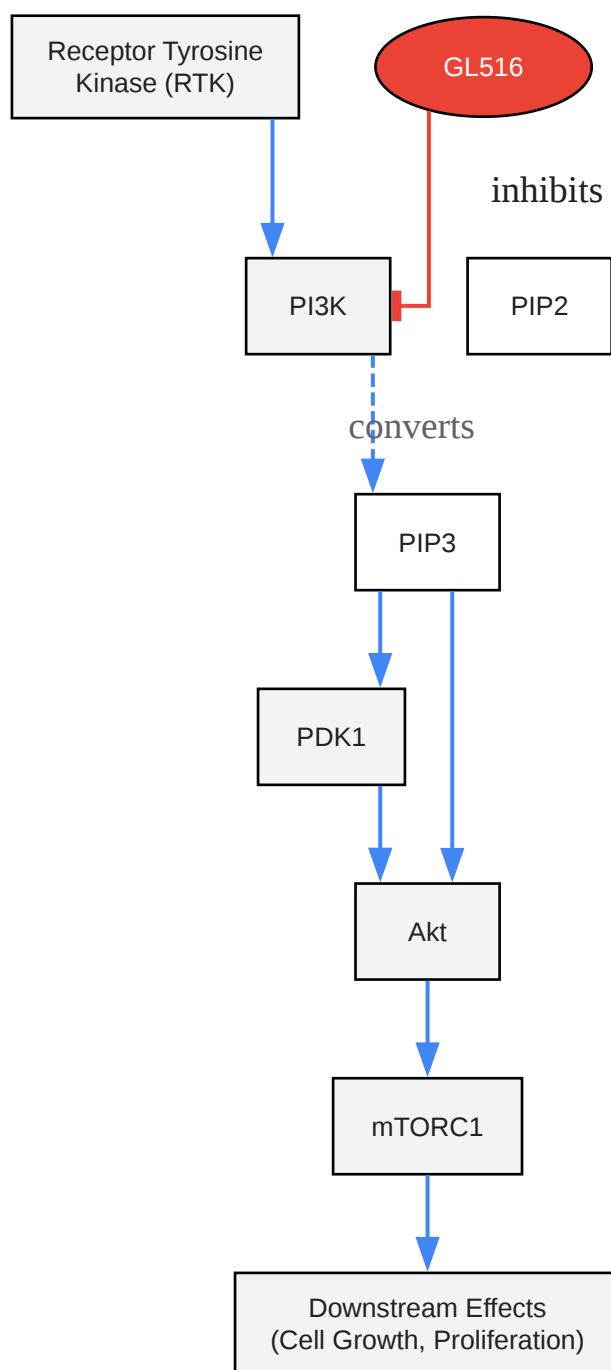 Receptor Tyrosine
Kinase (RTK)
GL516
inhibits
PI3K
PIP2
converts
PIP3
PDK1
Akt
mTORC1
Downstream Effects
(Cell Growth, Proliferation)